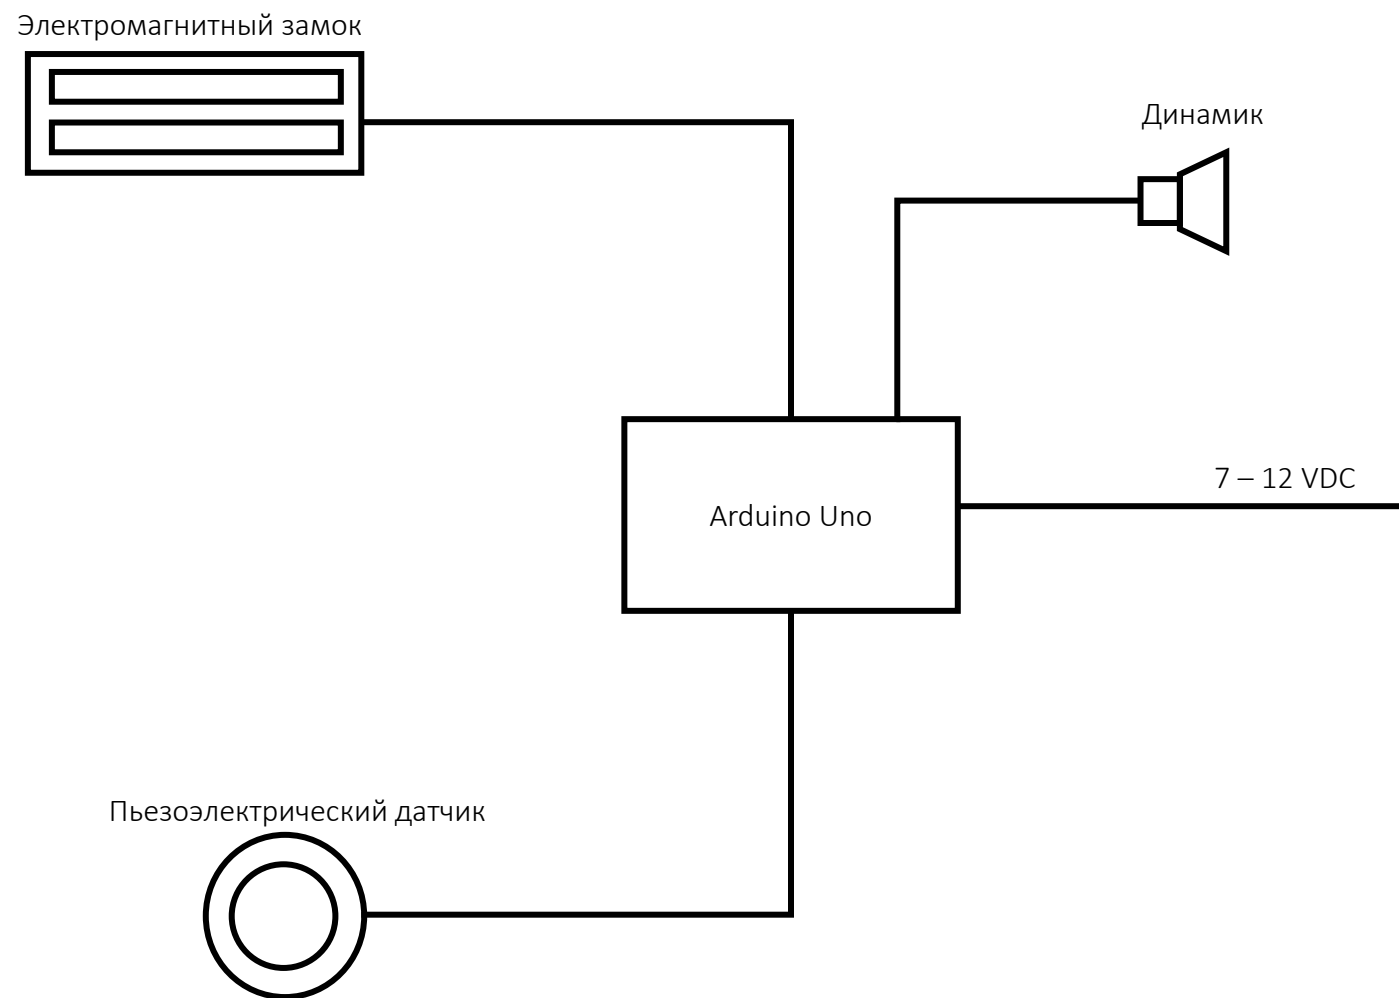 Электромагнитный замок
Динамик
7 – 12 VDC
Arduino Uno
Пьезоэлектрический датчик